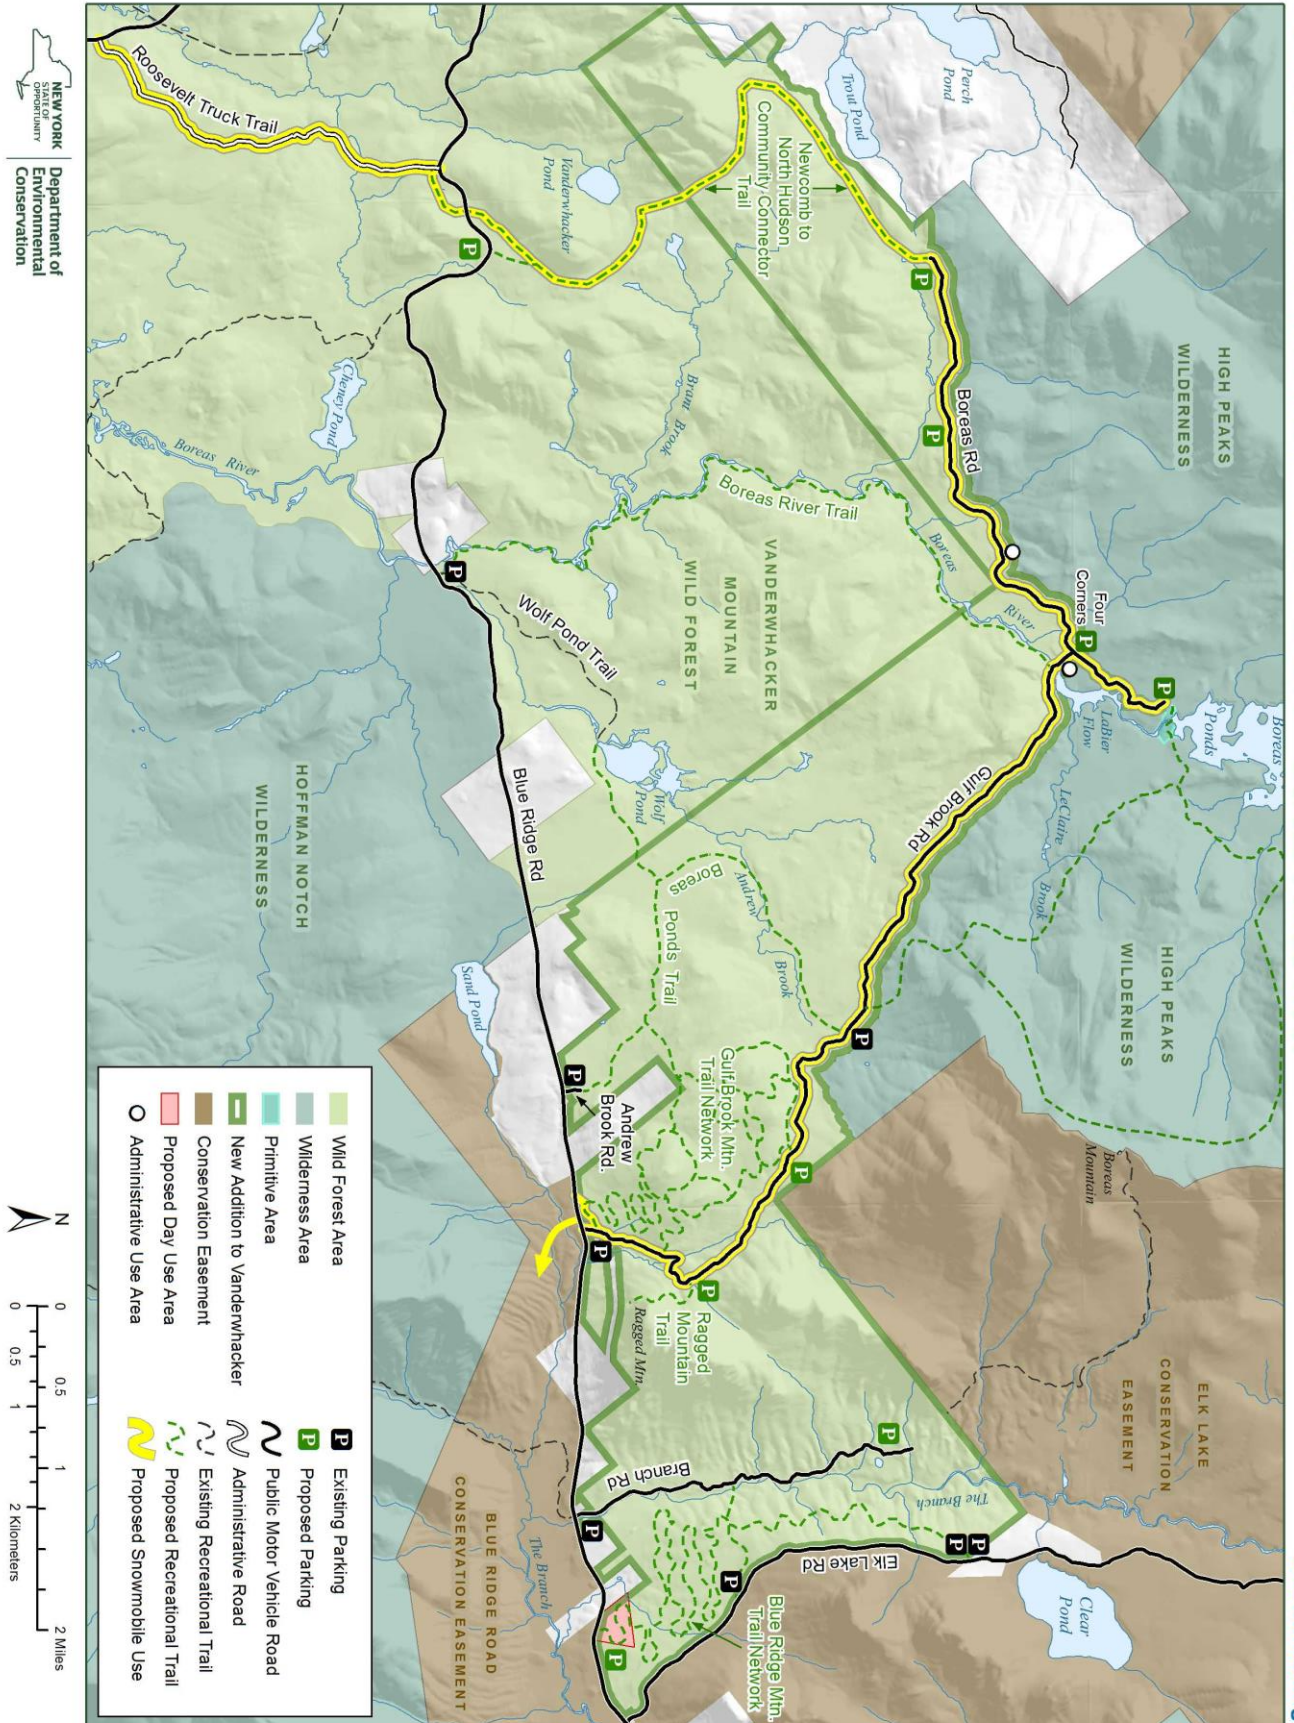 Perch
Pond
Trout Pond
Newcomb to
North Hudson
Community Connector
Trail
Roosevelt Truck Trail
Vanderwhacker
Pond
P
P
P
HIGH PEAKS
WILDERNESS
Boreas Rd
Bram Brook
Cheney Pond
Boreas River
Boreas River Trail
Boreas
River
Four
Corners
P
P
P
Boreas
Ponds
LaBier
Flow
LeClaire
Brook
VANDERWHACKER
MOUNTAIN
WILD FOREST
Wolf Pond Trail
Wolf
Pond
Gulf Brook Rd
Blue Ridge Rd
HOFFMAN NOTCH
WILDERNESS
HIGH PEAKS
WILDERNESS
Boreas
Ponds Trail
Andrew
Brook
Sand Pond
P
P
Gulf Brook Mtn.
Trail Network
Andrew
Brook Rd.
P
P
P
Boreas
Mountain
Ragged
Mountain
Trail
Ragged Mtn.
ELK LAKE
CONSERVATION
EASEMENT
P
Branch Rd
The Branch
P
P
P
P
P
Elk Lake Rd
Clear
Pond
Blue Ridge Mtn.
Trail Network
The Branch
BLUE RIDGE ROAD
CONSERVATION EASEMENT
Wild Forest Area
Wilderness Area
Primitive Area
New Addition to Vanderwhacker
Conservation Easement
Proposed Day Use Area
Administrative Use Area
P Existing Parking
P Proposed Parking
Public Motor Vehicle Road
Administrative Road
Existing Recreational Trail
Proposed Recreational Trail
Proposed Snowmobile Use
NEW YORK
STATE OF
OPPORTUNITY
Department of
Environmental
Conservation
N
0 0.5 1 2 Miles
0 0.5 1 2 Kilometers